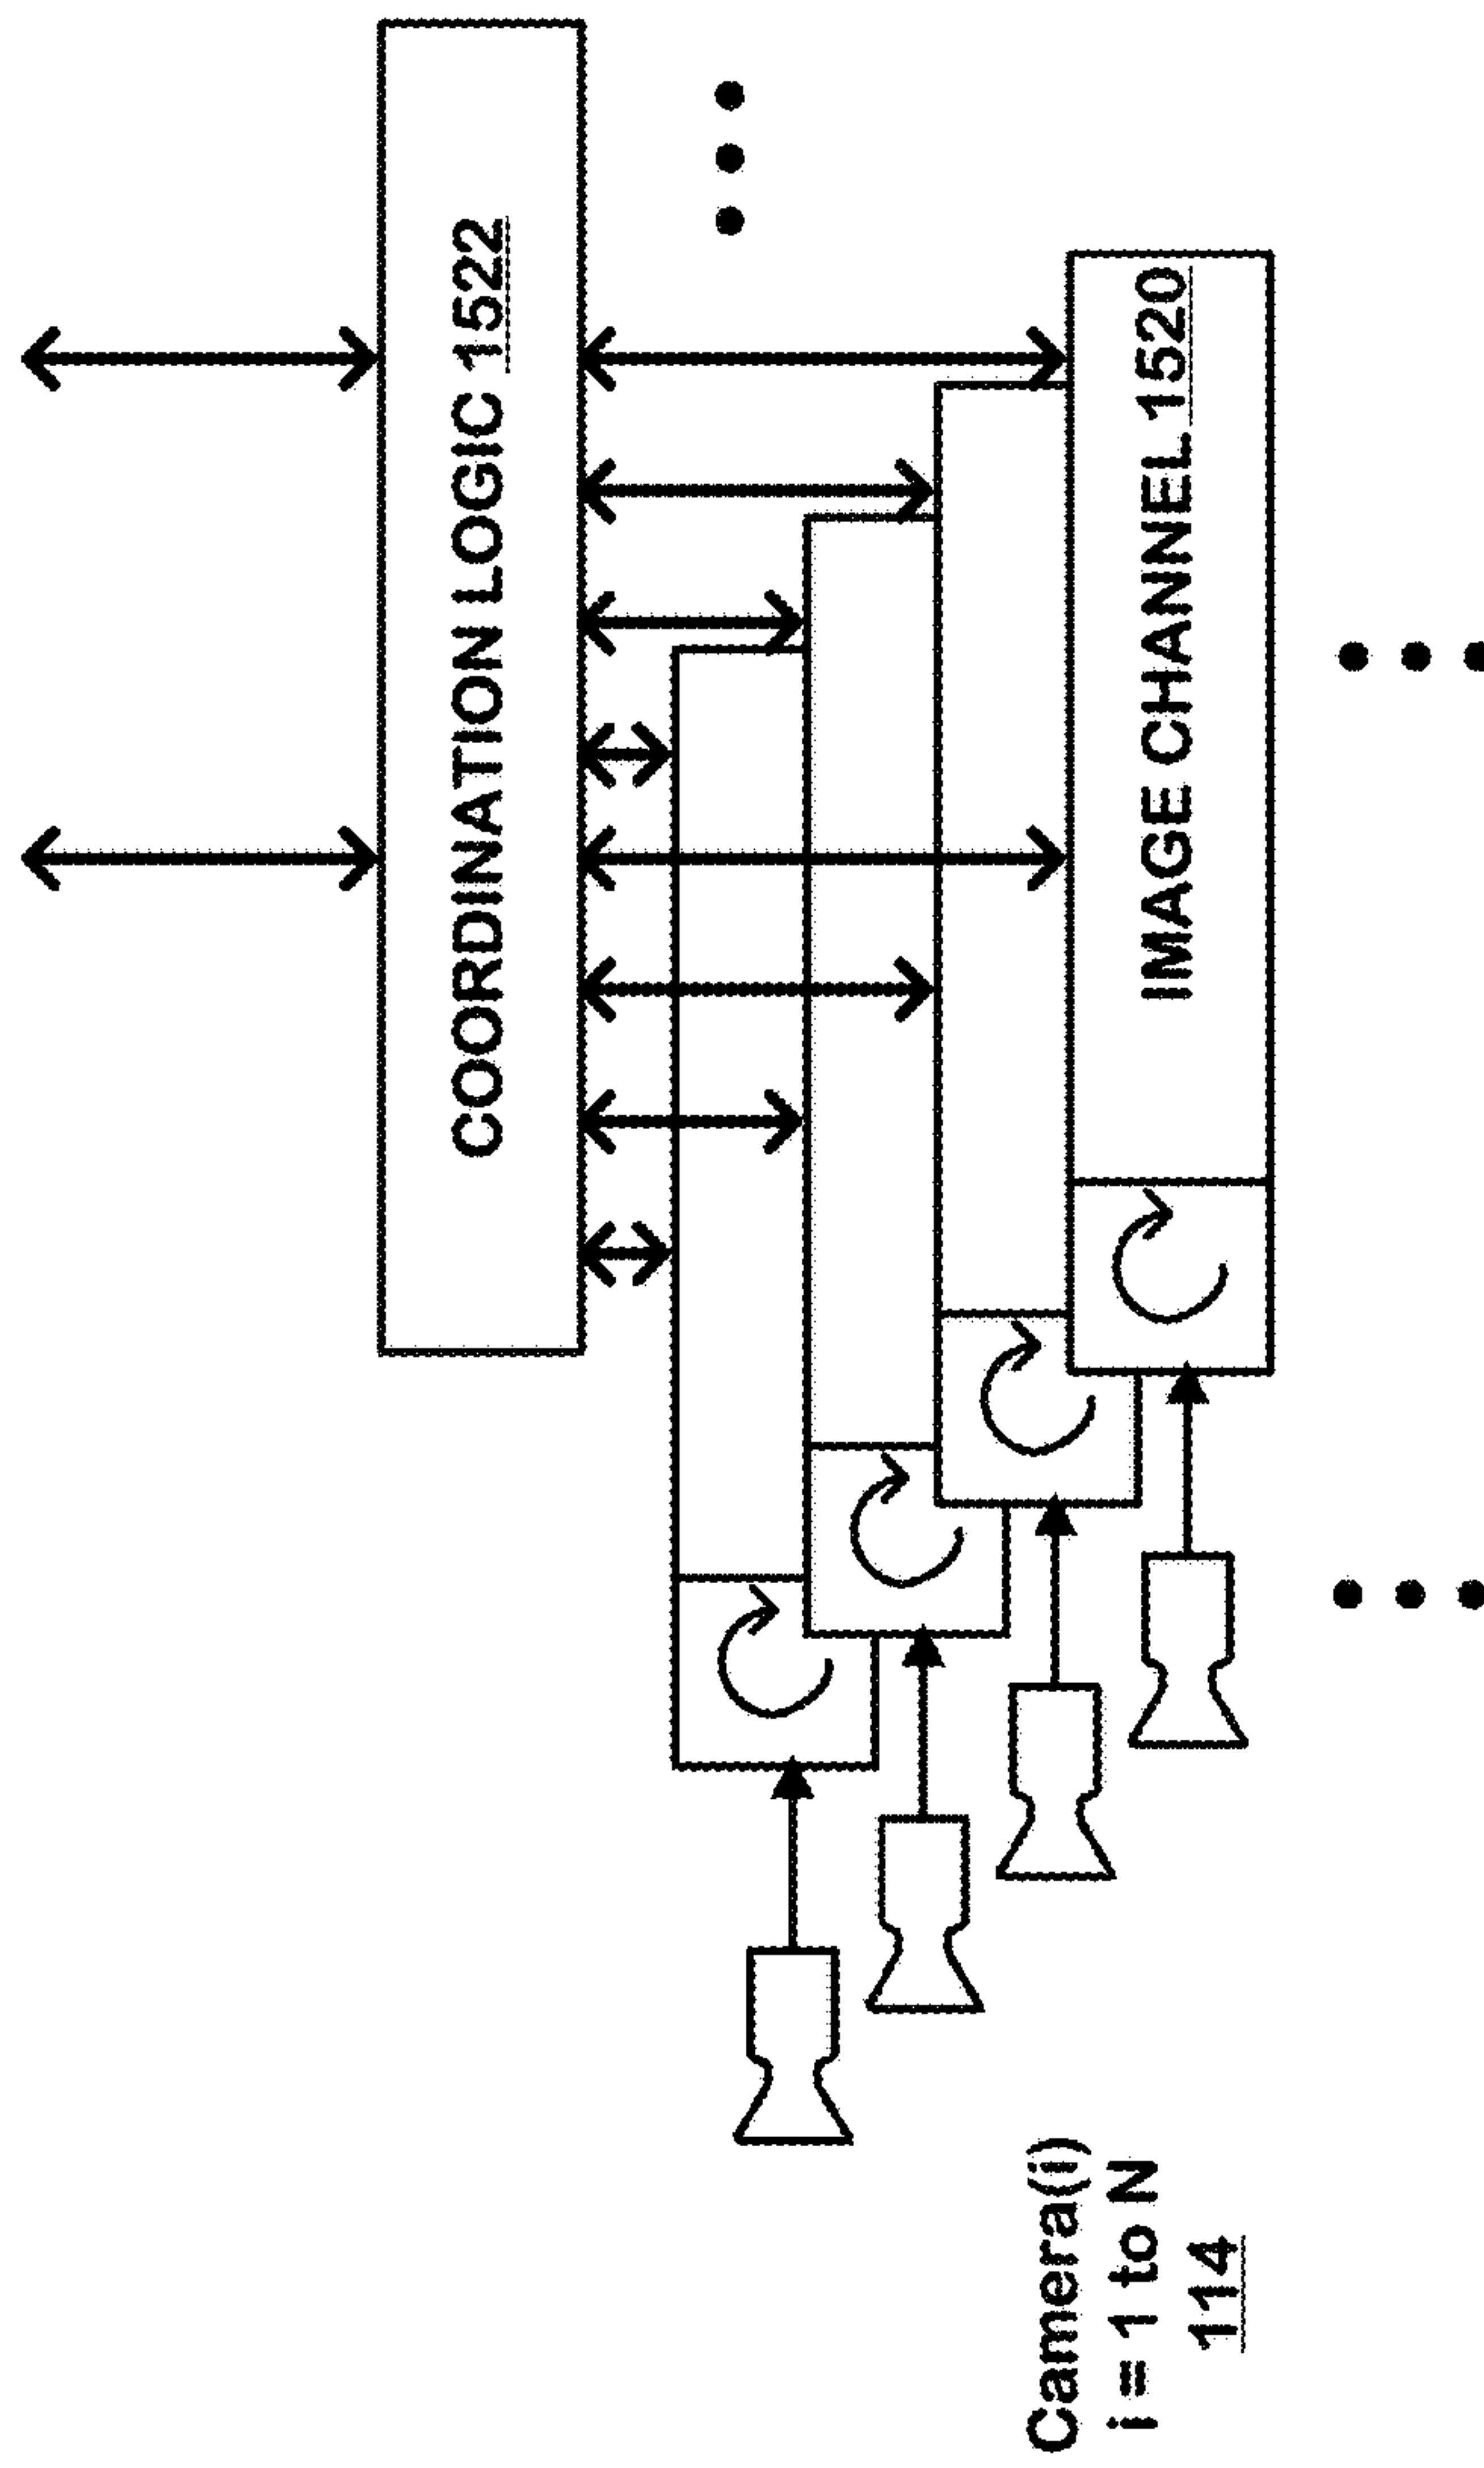 COORDINATION LOGIC 1522
IMAGE CHANNEL 1520
Camera(i)
i = 1 to N
114